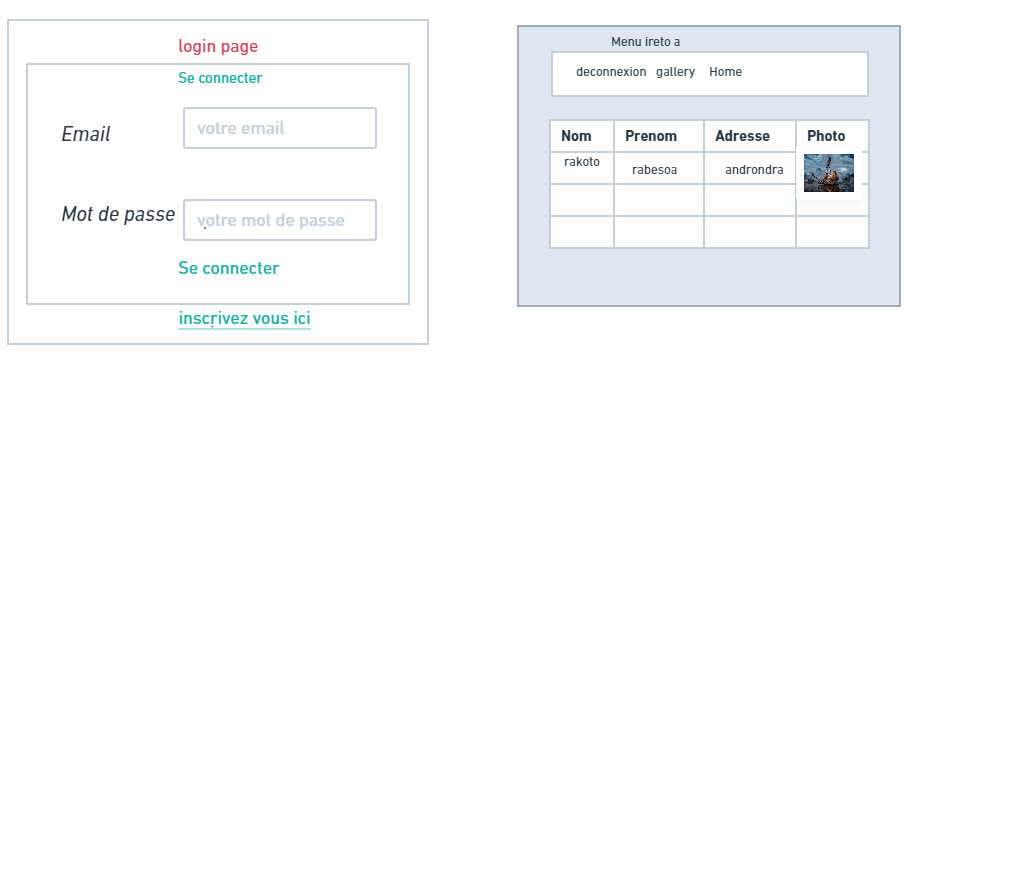 login page
Se connecter
Email
votre email
Mot de passe
votre mot de passe
Se connecter
inscrivez vous ici
Menu ireto a
deconnexion gallery Home
Nom Prenom Adresse Photo
rakoto rabesoa androndra